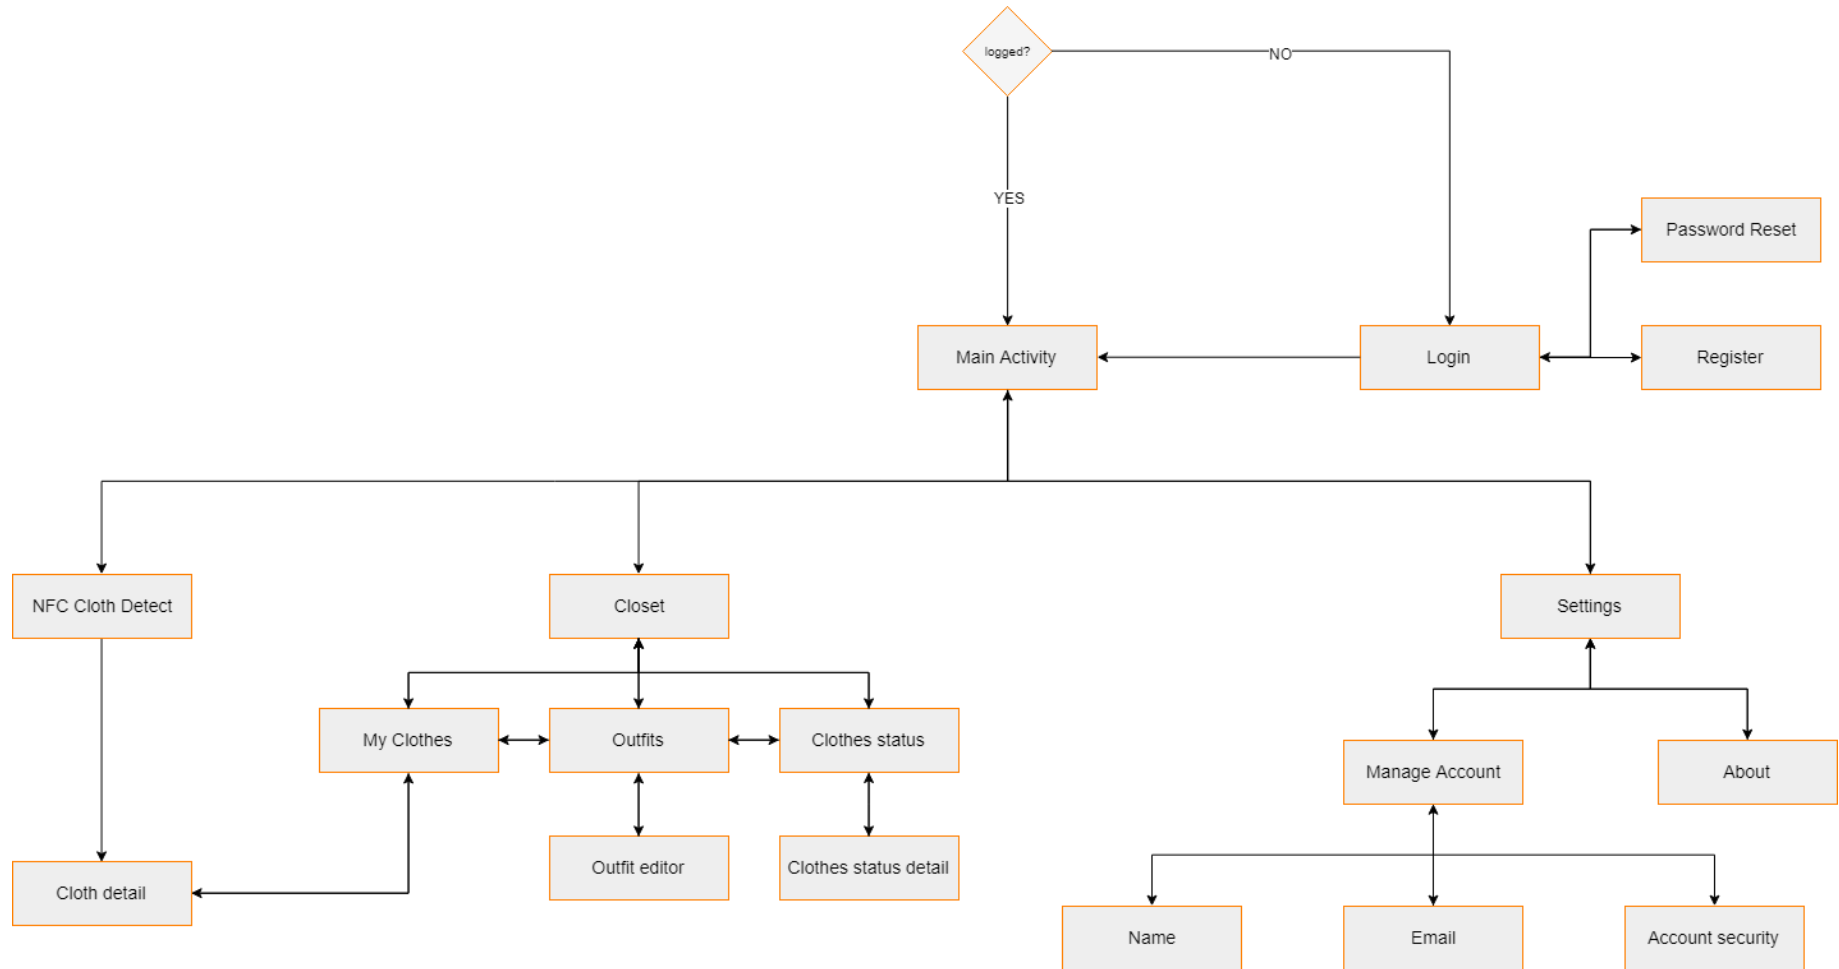 logged?
NO
YES
Password Reset
Main Activity
Login
Register
NFC Cloth Detect
Closet
Settings
My Clothes
Outfits
Clothes status
Manage Account
About
Outfit editor
Clothes status detail
Cloth detail
Name
Email
Account security